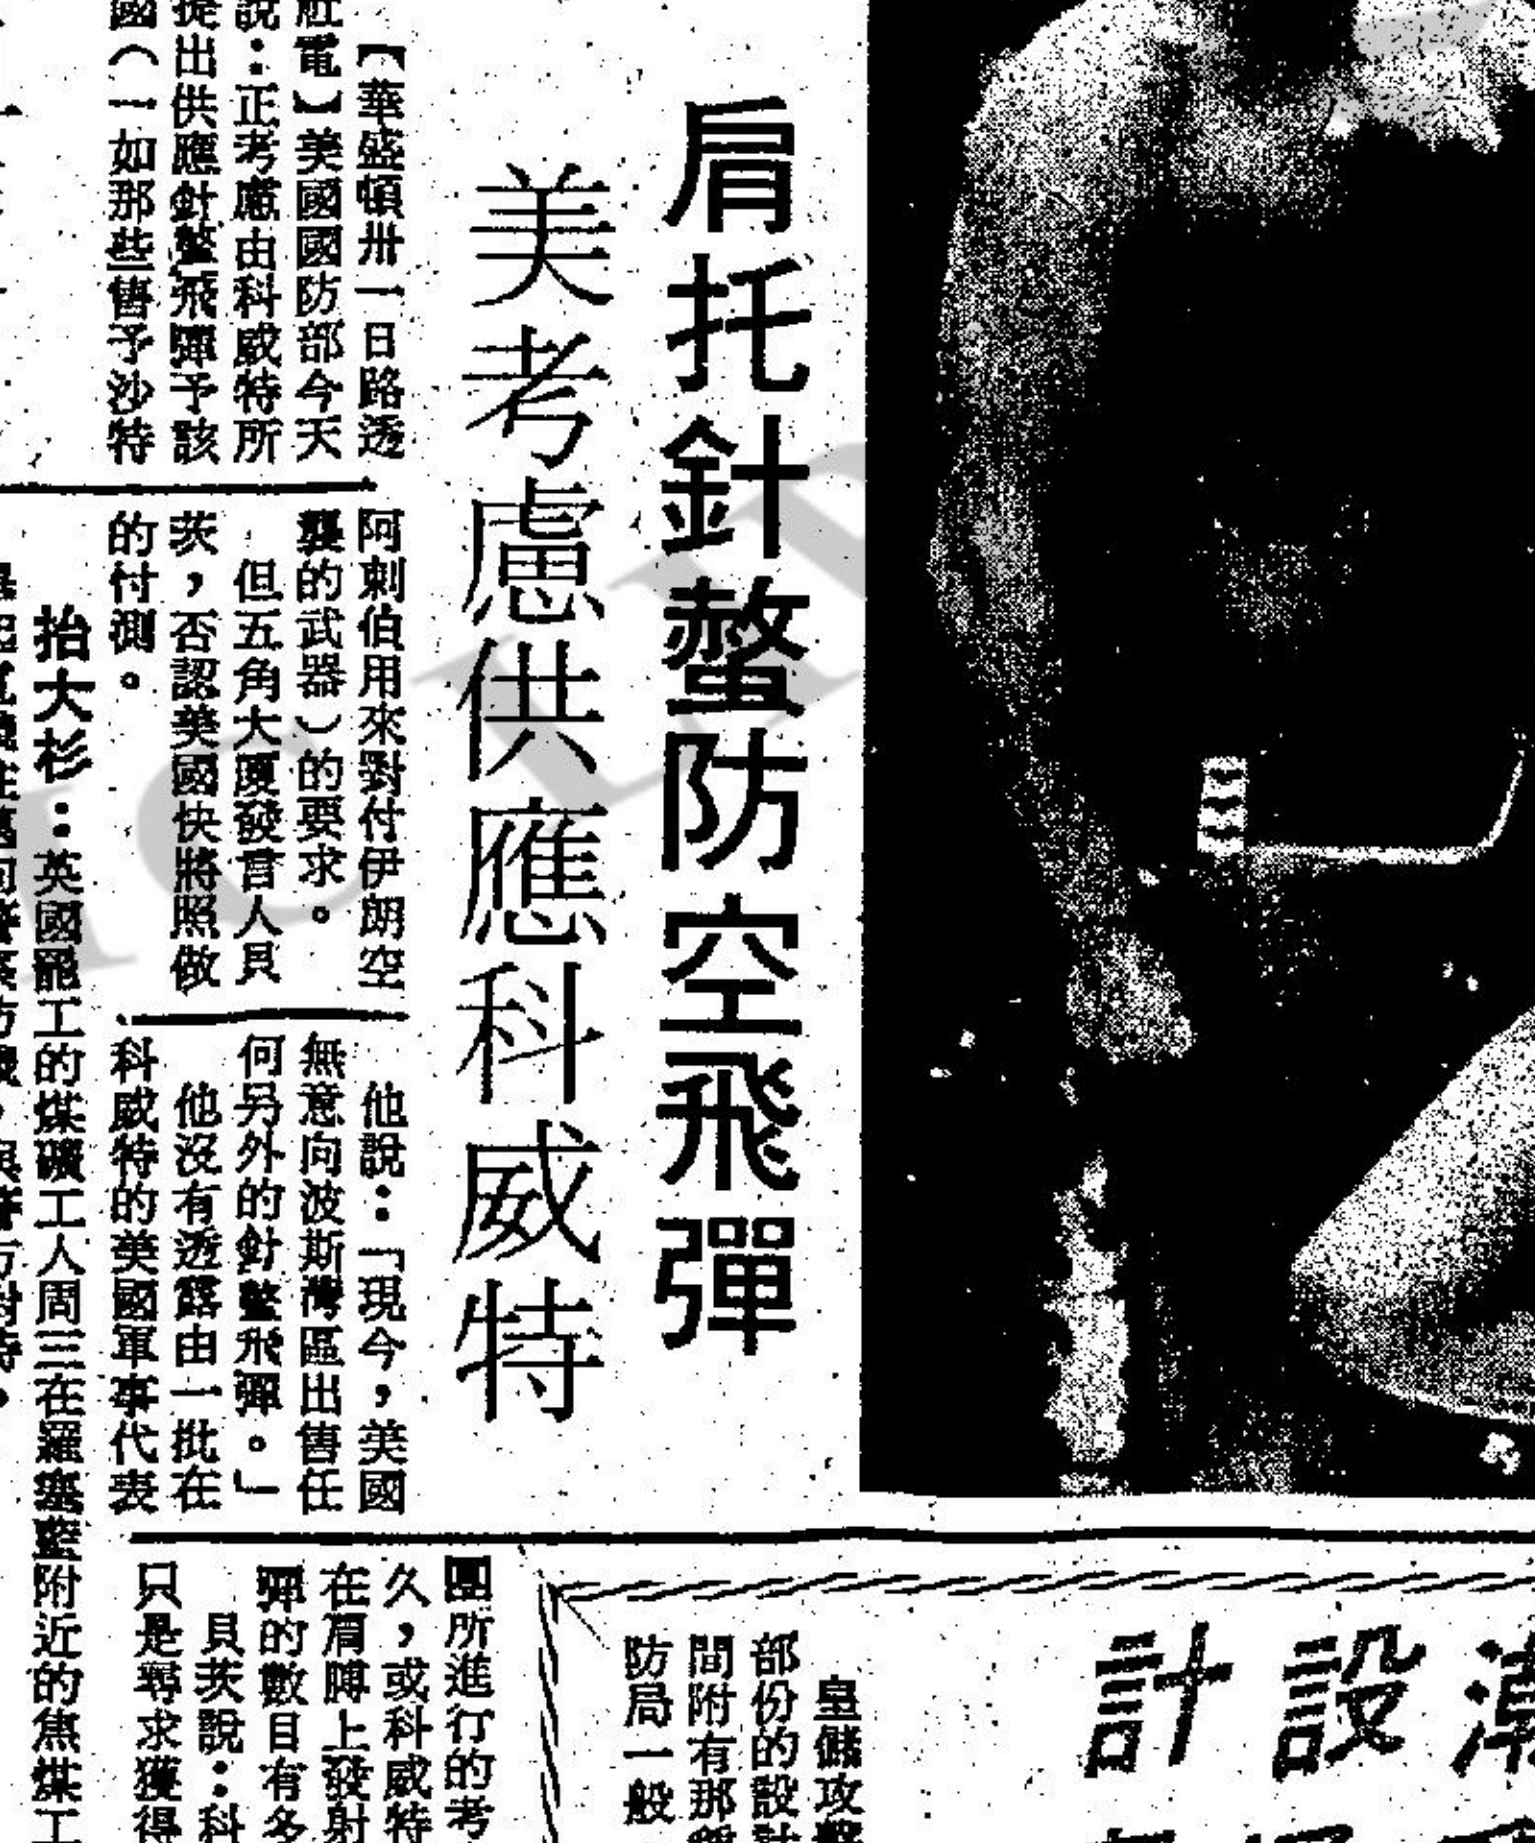 肩托針螫防空飛彈
美考慮供應科威特
【華盛頓卅一日路透
社電】美國國防部今天
說：正考慮由科威特所
提出供應針螫飛彈予該
國（一如那些售予沙特
阿剌伯用來對付伊朗空
襲的武器）的要求。
但五角大廈發言人貝
茨，否認美國快將照做
的忖測。
他說：「現今，美國
無意向波斯灣區出售任
何另外的針螫飛彈。」
他沒有透露由一批在
科威特的美國軍事代表
團所進行的考
久，或科威特
在肩膊上發射
彈的數目有多
貝茨說：科
只是尋求獲得
抬大杉：英國罷工的煤礦工人周三在羅塞藍附近的焦煤工
設計
皇儲攻擊
部份的設計
間附有那
防局一般